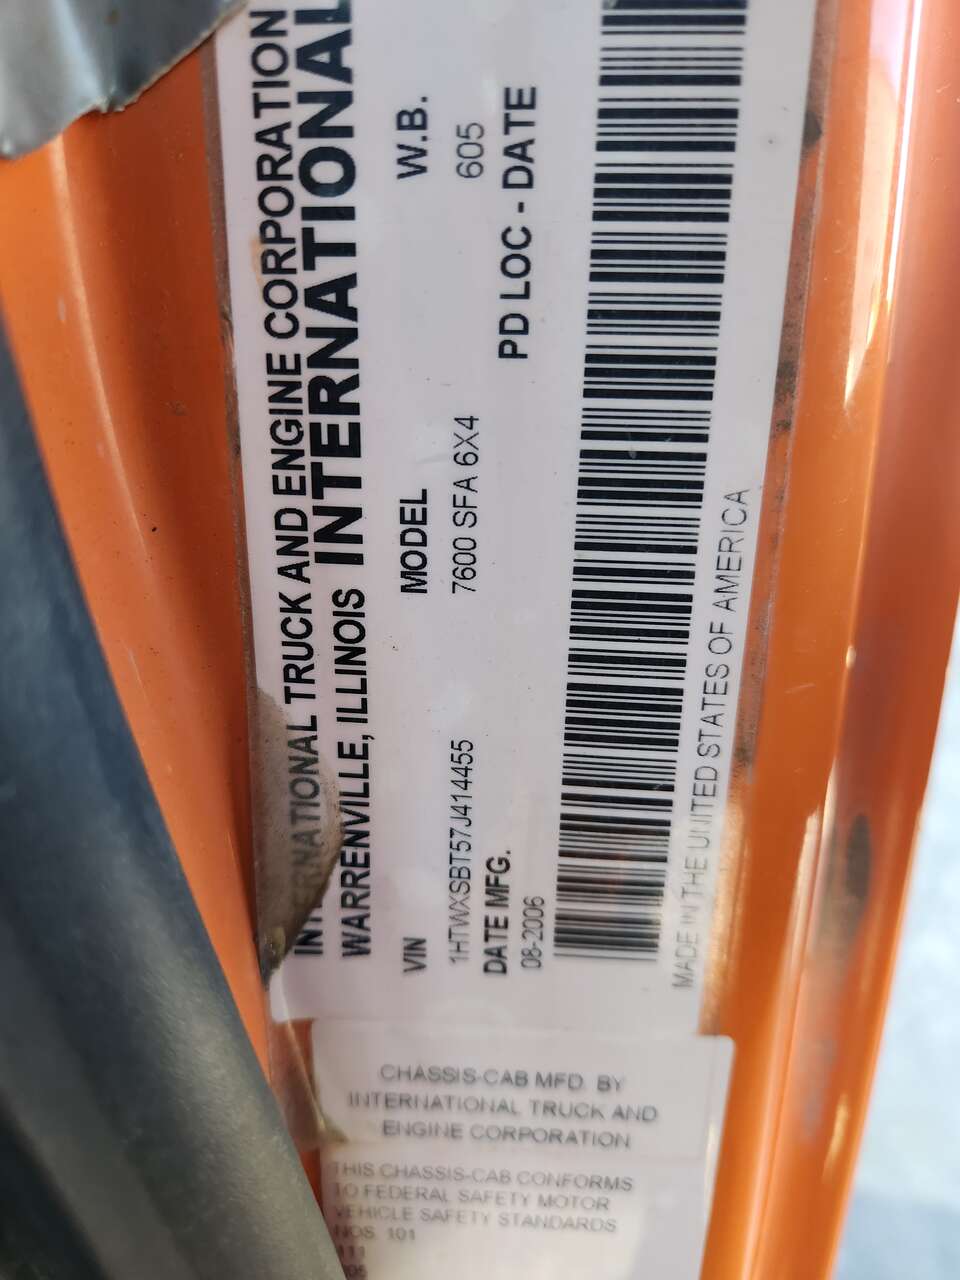 INTERNATIONAL TRUCK AND ENGINE CORPORATION
WARRENVILLE, ILLINOIS INTERNATIONAL
VIN MODEL W.B.
1HTWXSBT57J414455 7600 SFA 6X4 605
DATE MFG. PD LOC - DATE
08-2006
MADE IN THE UNITED STATES OF AMERICA
CHASSIS-CAB MFD. BY
INTERNATIONAL TRUCK AND
ENGINE CORPORATION
THIS CHASSIS-CAB CONFORMS
TO FEDERAL SAFETY MOTOR
VEHICLE SAFETY STANDARDS
NOS. 101